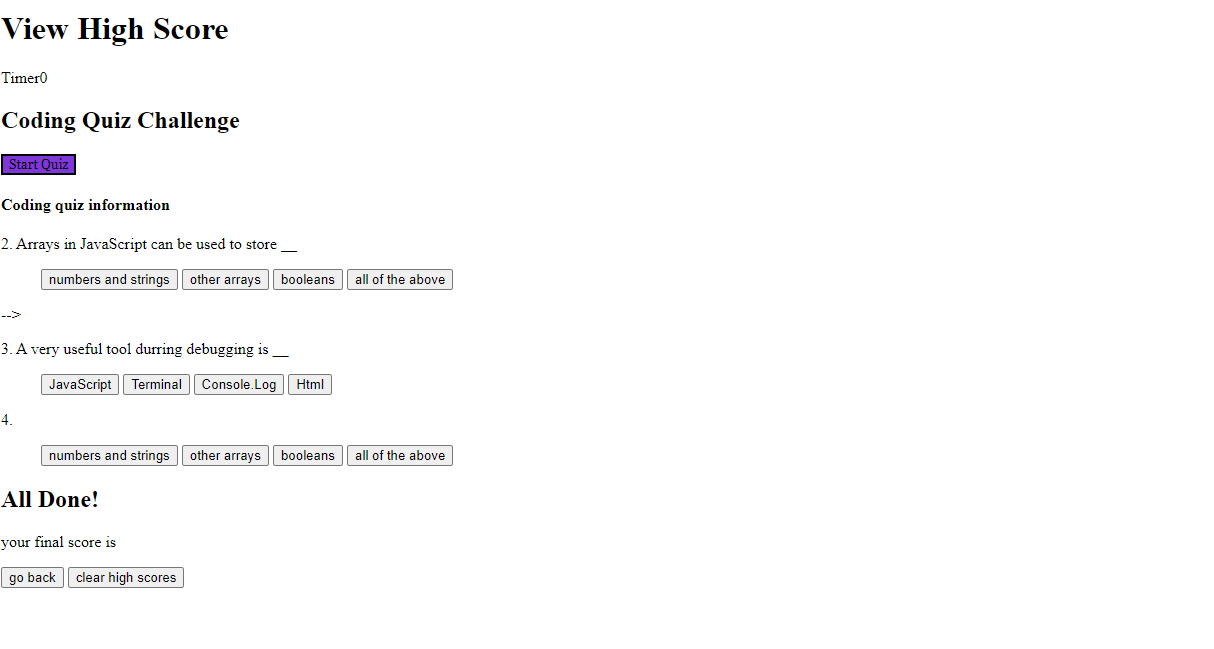 View High Score
Timer0
Coding Quiz Challenge
Start Quiz
Coding quiz information
2. Arrays in JavaScript can be used to store __
numbers and strings other arrays booleans all of the above
-->
3. A very useful tool durring debugging is __
JavaScript Terminal Console.Log Html
4.
numbers and strings other arrays booleans all of the above
All Done!
your final score is
go back clear high scores